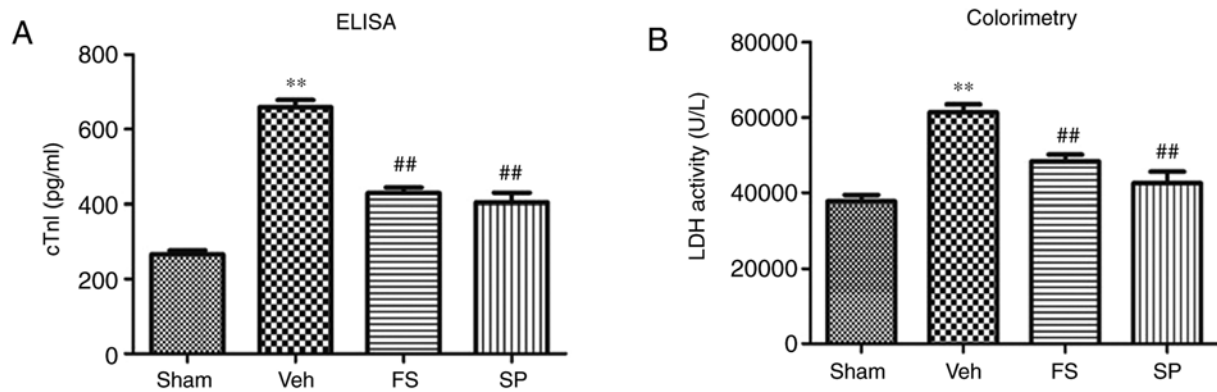 A
ELISA
cTnI (pg/ml)
800
600
400
200
0
**
##
##
Sham Veh FS SP
B
Colorimetry
LDH activity (U/L)
80000
60000
40000
20000
0
**
##
##
Sham Veh FS SP